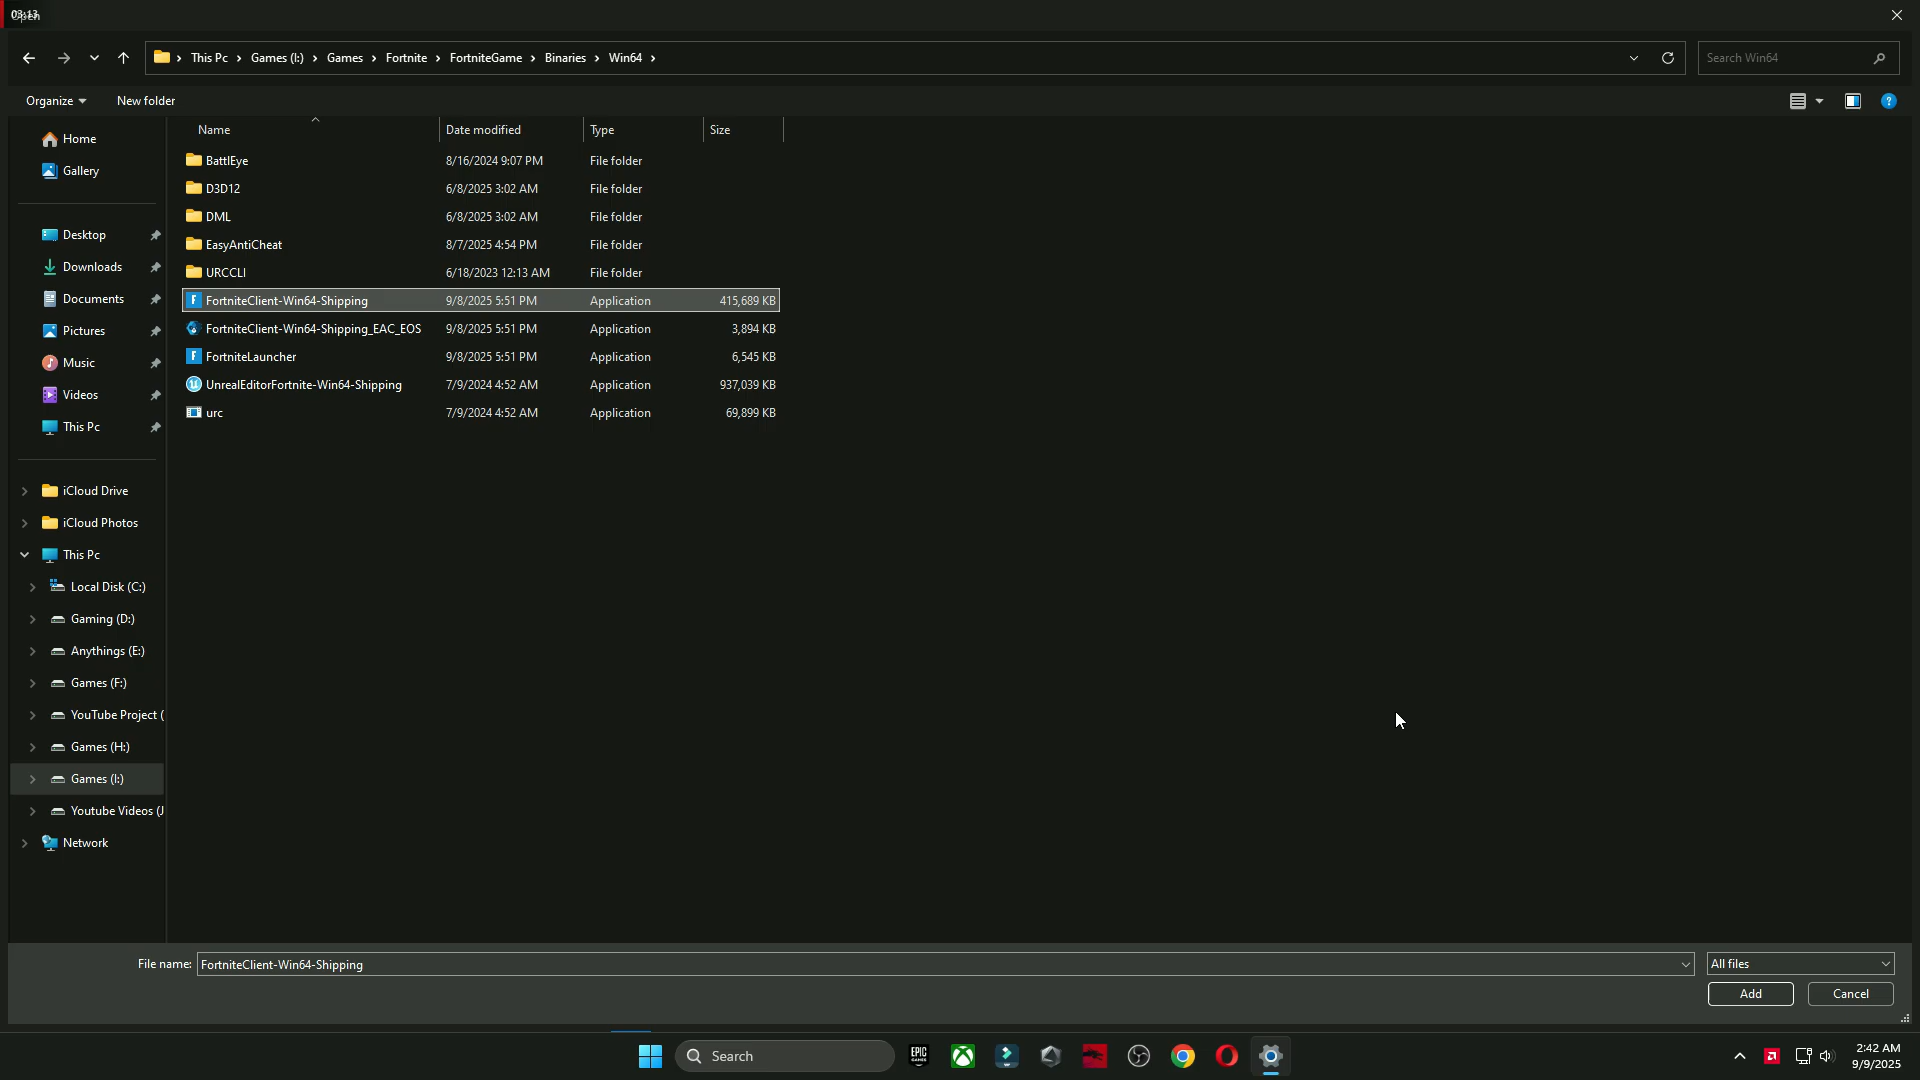 03:13
This Pc > Games (I:) > Games > Fortnite > FortniteGame > Binaries > Win64 >
Search Win64
Organize
New folder
Name
Date modified
Type
Size
Home
Gallery
Desktop
Downloads
Documents
Pictures
Music
Videos
This Pc
iCloud Drive
iCloud Photos
This Pc
Local Disk (C:)
Gaming (D:)
Anythings (E:)
Games (F:)
YouTube Project (
Games (H:)
Games (I:)
Youtube Videos (J
Network
BattlEye 8/16/2024 9:07 PM File folder
D3D12 6/8/2025 3:02 AM File folder
DML 6/8/2025 3:02 AM File folder
EasyAntiCheat 8/7/2025 4:54 PM File folder
URCCLI 6/18/2023 12:13 AM File folder
FortniteClient-Win64-Shipping 9/8/2025 5:51 PM Application 415,689 KB
FortniteClient-Win64-Shipping_EAC_EOS 9/8/2025 5:51 PM Application 3,894 KB
FortniteLauncher 9/8/2025 5:51 PM Application 6,545 KB
UnrealEditorFortnite-Win64-Shipping 7/9/2024 4:52 AM Application 937,039 KB
urc 7/9/2024 4:52 AM Application 69,899 KB
File name: FortniteClient-Win64-Shipping
All files
Add
Cancel
Search
EPIC GAMES
2:42 AM
9/9/2025